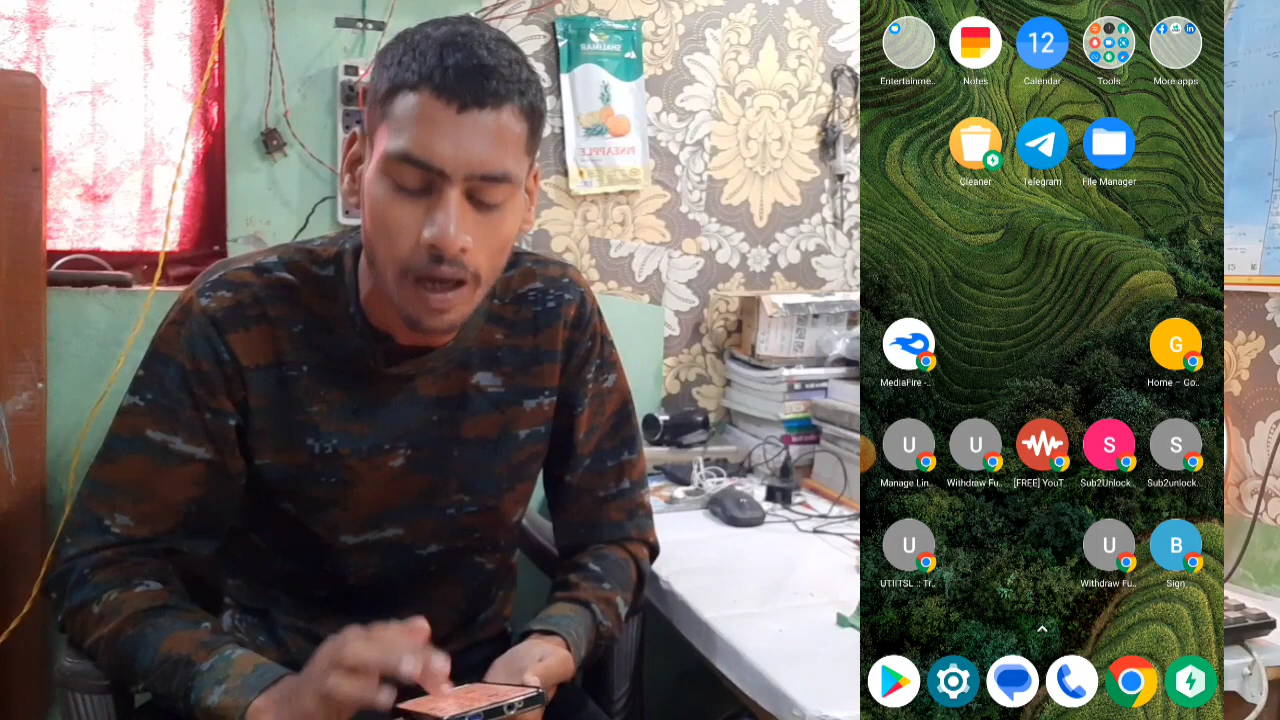 SHALIMAR
PINEAPPLE
12
Entertainme..
Notes
Calendar
Tools
More apps
Cleaner
Telegram
File Manager
G
MediaFire -..
Home – Go..
U
U
S
S
Manage Lin..
Withdraw Fu..
[FREE] YouT..
Sub2Unlock..
Sub2unlock..
U
U
B
UTIITSL :: Tr..
Withdraw Fu..
Sign